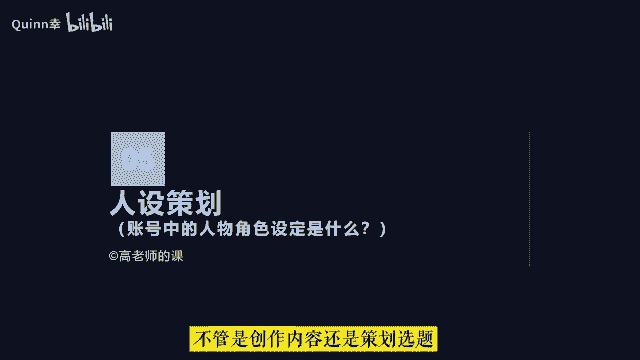 Quinn幸 bilibili
人设策划
（账号中的人物角色设定是什么？）
©高老师的课
不管是创作内容还是策划选题